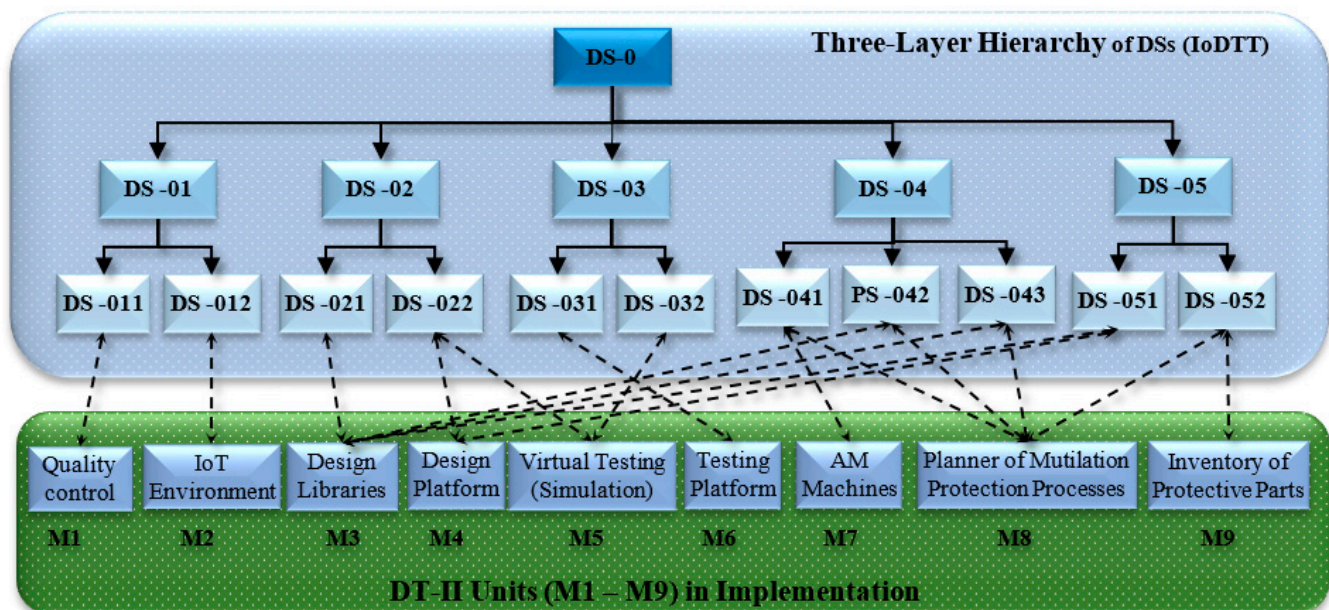 Three-Layer Hierarchy of DSs (IoDTT)
DS-0
DS -01
DS -02
DS -03
DS -04
DS -05
DS -011
DS -012
DS -021
DS -022
DS -031
DS -032
DS -041
PS -042
DS -043
DS -051
DS -052
Quality
control
IoT
Environment
Design
Libraries
Design
Platform
Virtual Testing
(Simulation)
Testing
Platform
AM
Machines
Planner of Mutilation
Protection Processes
Inventory of
Protective Parts
M1
M2
M3
M4
M5
M6
M7
M8
M9
DT-II Units (M1 – M9) in Implementation